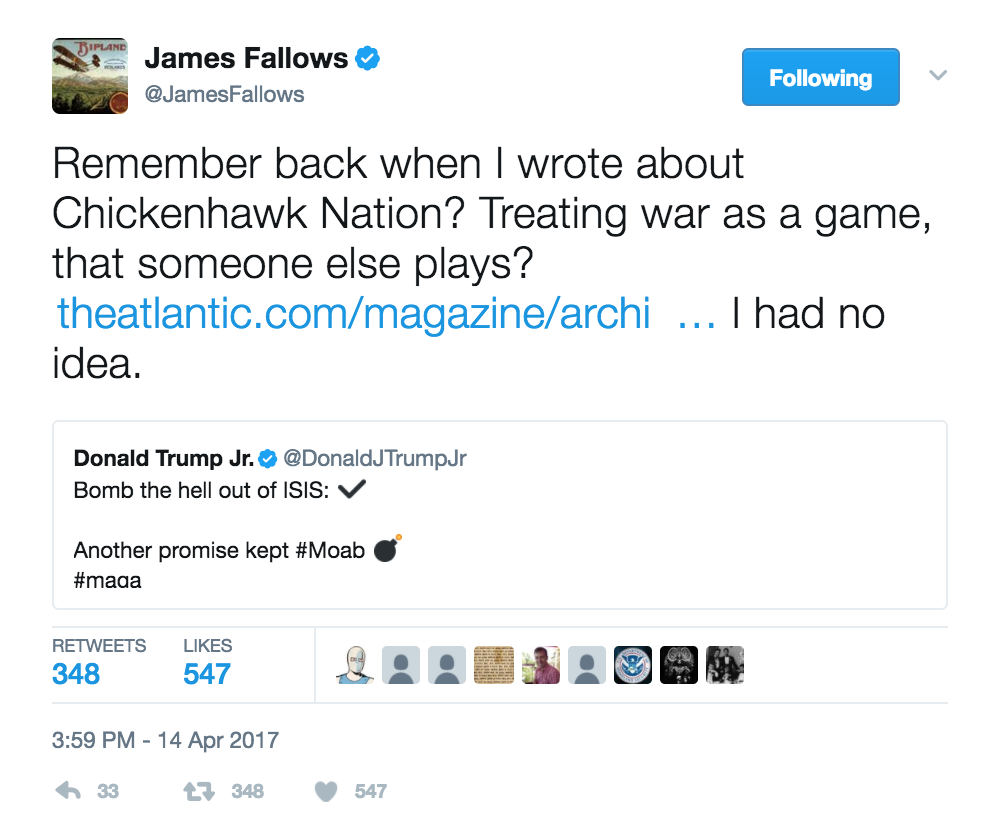 BIPLAND
James Fallows
@JamesFallows
Following
Remember back when I wrote about
Chickenhawk Nation? Treating war as a game,
that someone else plays?
theatlantic.com/magazine/archi … I had no
idea.
Donald Trump Jr. @DonaldJTrumpJr
Bomb the hell out of ISIS: ✔
Another promise kept #Moab 💣
#maga
RETWEETS LIKES
348 547
3:59 PM - 14 Apr 2017
33 348 547